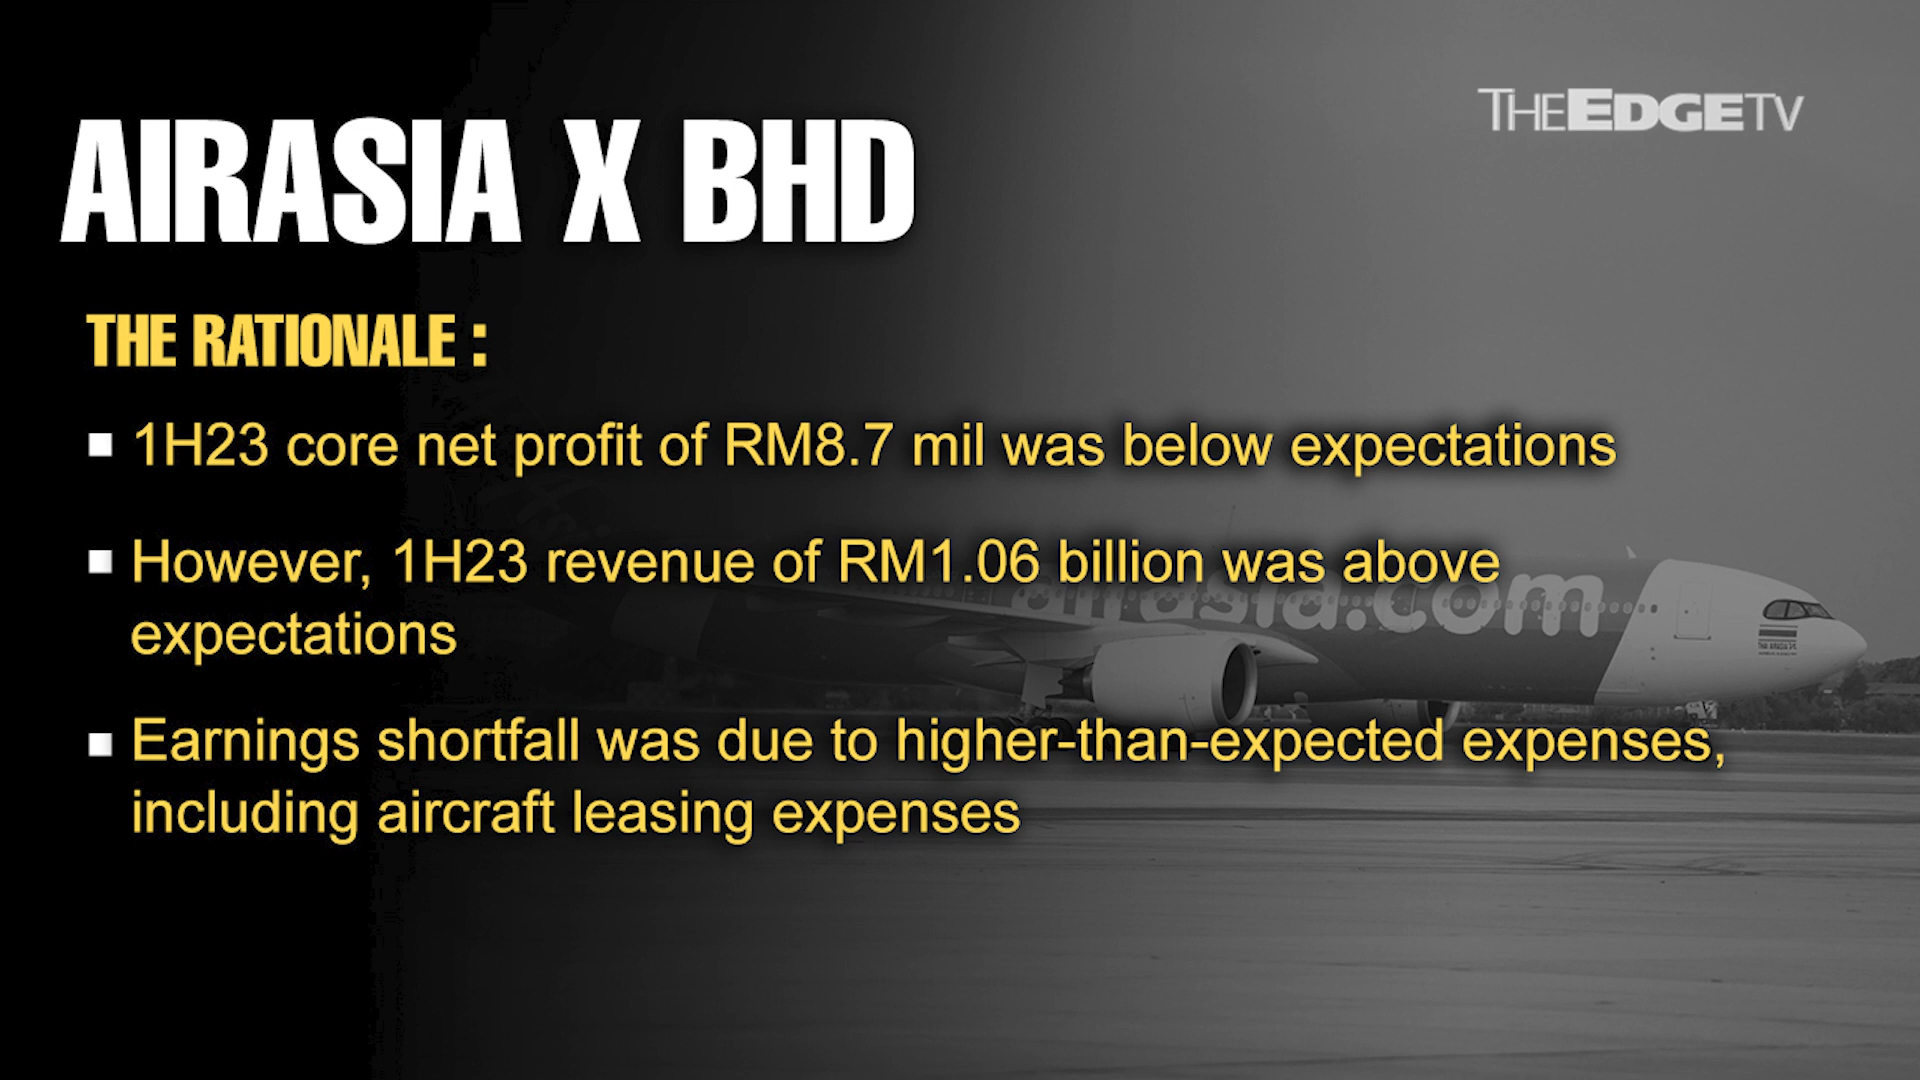 THEEDGETV
AIRASIA X BHD
THE RATIONALE :
1H23 core net profit of RM8.7 mil was below expectations
However, 1H23 revenue of RM1.06 billion was above
expectations
airasia.com
Earnings shortfall was due to higher-than-expected expenses,
including aircraft leasing expenses